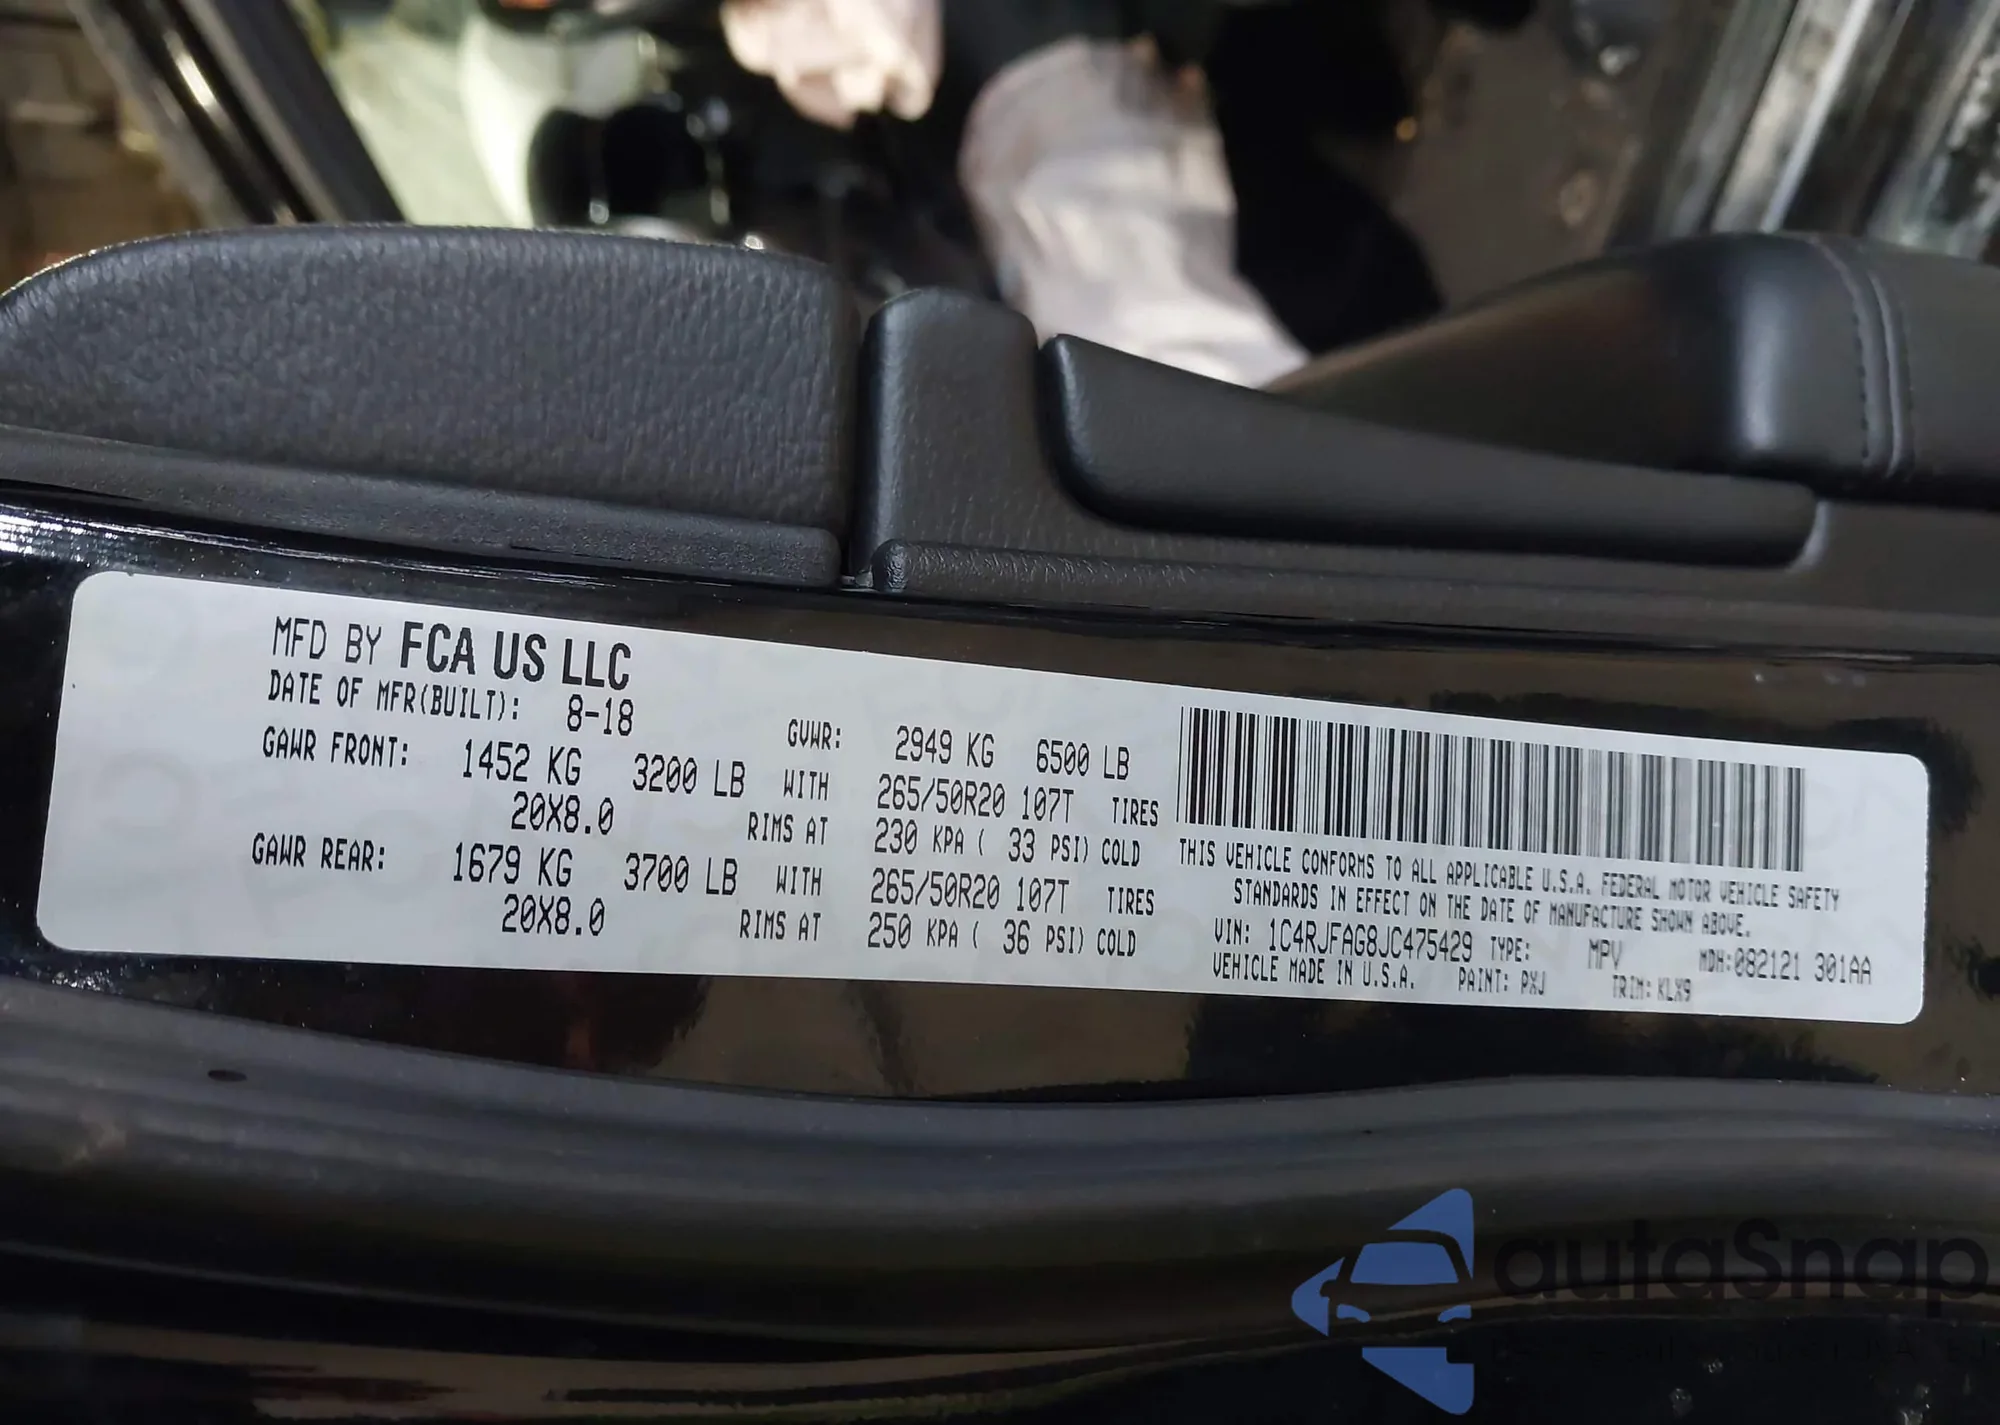 MFD BY FCA US LLC
DATE OF MFR(BUILT): 8-18
GVWR: 2949 KG 6500 LB
GAWR FRONT: 1452 KG 3200 LB WITH 265/50R20 107T TIRES
20X8.0 RIMS AT 230 KPA ( 33 PSI) COLD
GAWR REAR: 1679 KG 3700 LB WITH 265/50R20 107T TIRES
20X8.0 RIMS AT 250 KPA ( 36 PSI) COLD
THIS VEHICLE CONFORMS TO ALL APPLICABLE U.S.A. FEDERAL MOTOR VEHICLE SAFETY
STANDARDS IN EFFECT ON THE DATE OF MANUFACTURE SHOWN ABOVE.
VIN: 1C4RJFAG8JC475429 TYPE: MPV MDH:082121 301AA
VEHICLE MADE IN U.S.A. PAINT: PXJ TRIM: KLX9
autaSnap